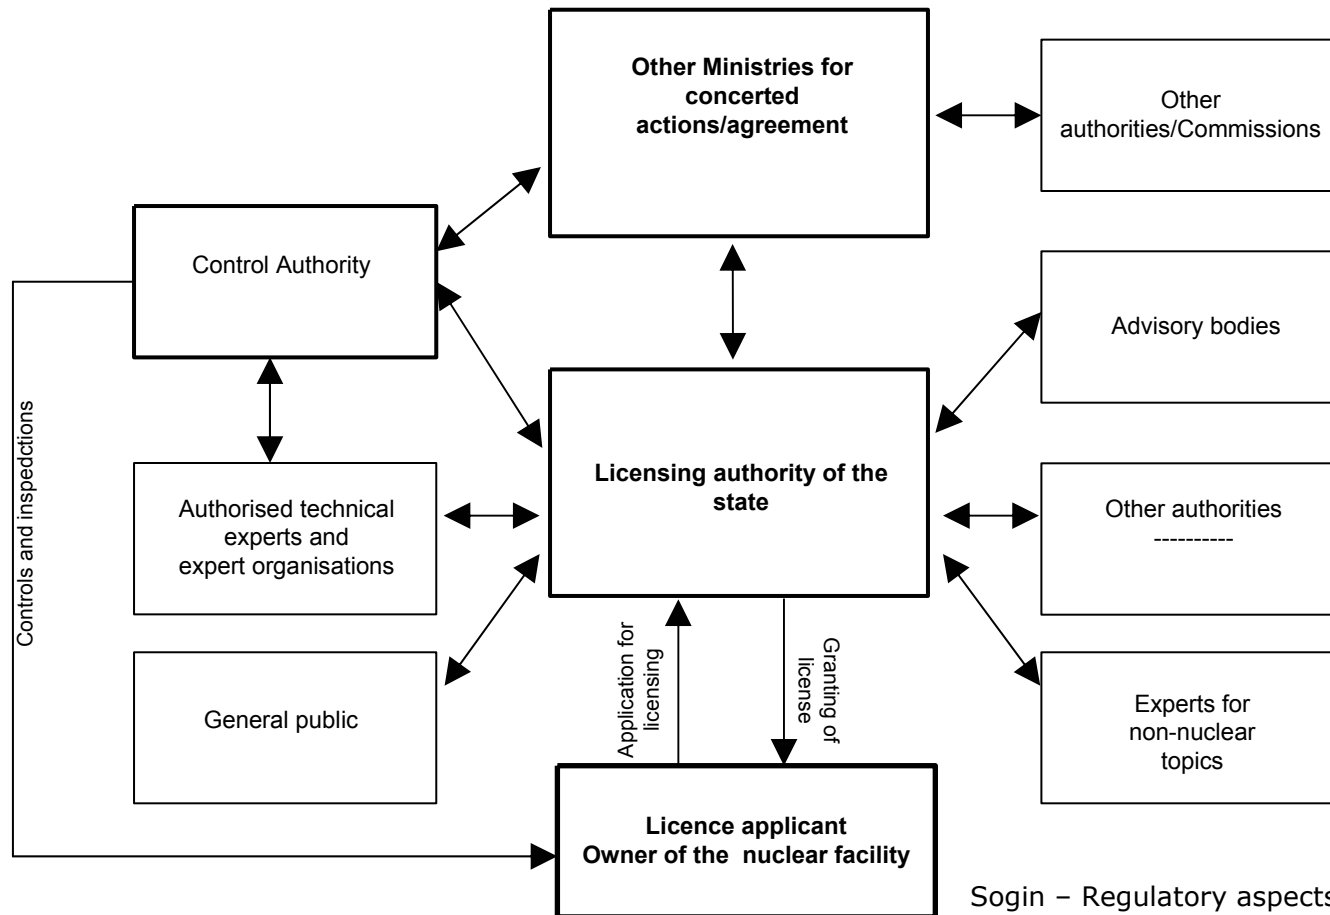 Other Ministries for
concerted
actions/agreement
Other
authorities/Commissions
Control Authority
Advisory bodies
Controls and inspedctions
Licensing authority of the
state
Authorised technical
experts and
expert organisations
Other authorities
----------
General public
Application for
licensing
Granting of
license
Experts for
non-nuclear
topics
Licence applicant
Owner of the nuclear facility
Sogin – Regulatory aspects